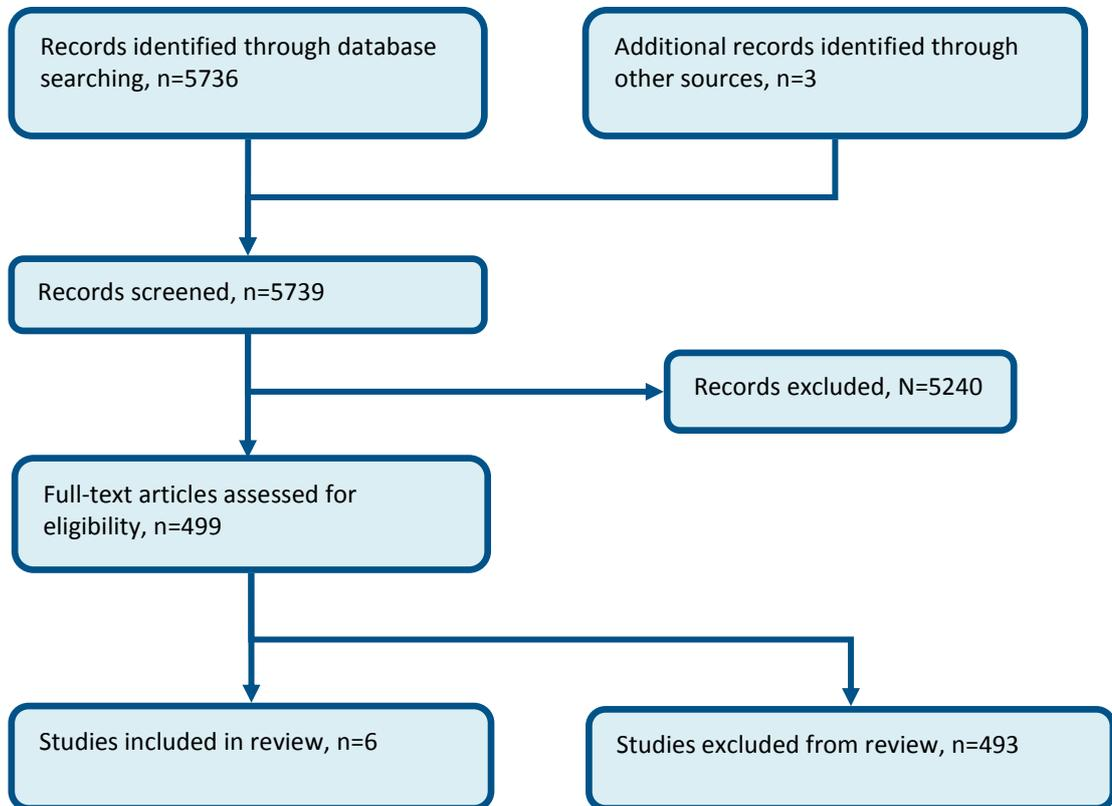 Records identified through database
searching, n=5736
Additional records identified through
other sources, n=3
Records screened, n=5739
Records excluded, N=5240
Full-text articles assessed for
eligibility, n=499
Studies included in review, n=6
Studies excluded from review, n=493